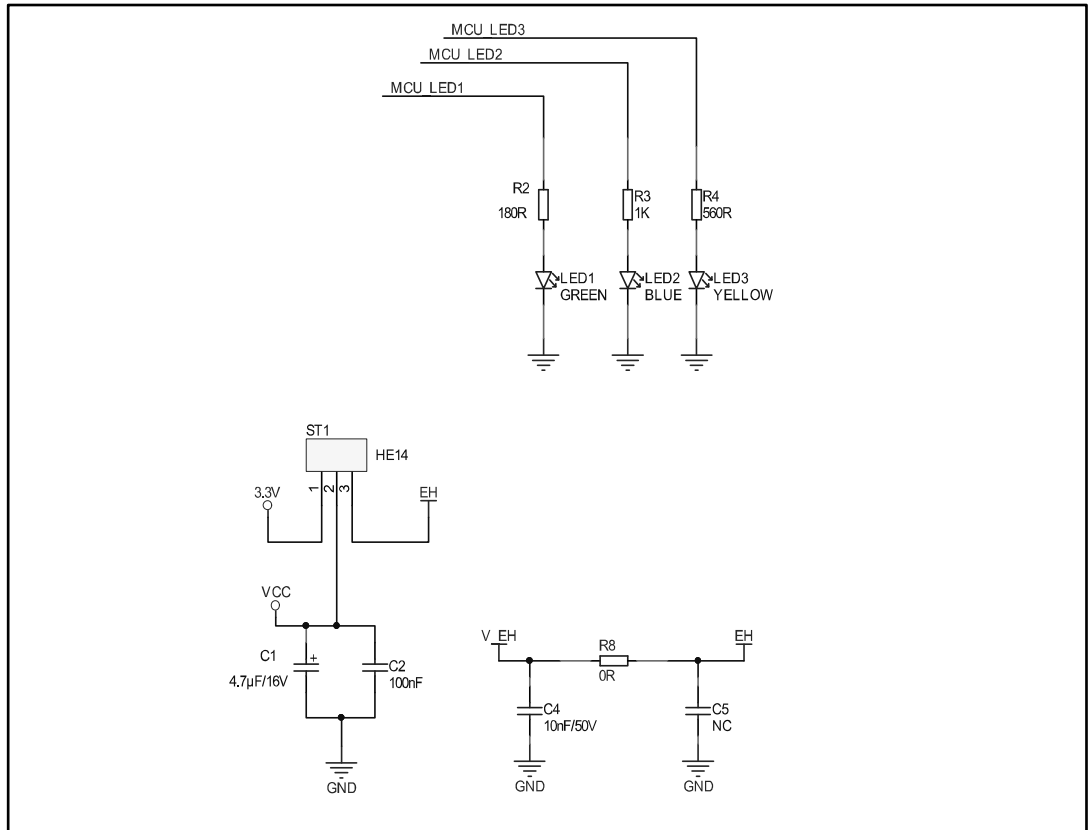 MCU_LED3
MCU_LED2
MCU_LED1
R2
180R
R3
1K
R4
560R
LED1
GREEN
LED2
BLUE
LED3
YELLOW
ST1
HE14
1
2
3
3.3V
EH
VCC
C1
+
4.7µF/16V
C2
100nF
GND
V_EH
R8
0R
EH
C4
10nF/50V
C5
NC
GND
GND